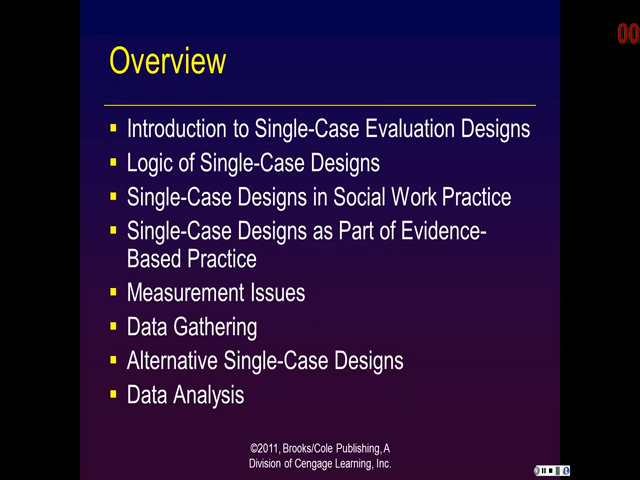 Overview
00
▪ Introduction to Single-Case Evaluation Designs
▪ Logic of Single-Case Designs
▪ Single-Case Designs in Social Work Practice
▪ Single-Case Designs as Part of Evidence-
Based Practice
▪ Measurement Issues
▪ Data Gathering
▪ Alternative Single-Case Designs
▪ Data Analysis
©2011, Brooks/Cole Publishing, A
Division of Cengage Learning, Inc.